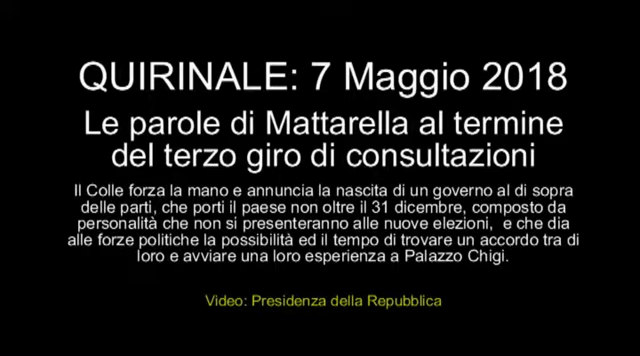 QUIRINALE: 7 Maggio 2018
Le parole di Mattarella al termine
del terzo giro di consultazioni
Il Colle forza la mano e annuncia la nascita di un governo al di sopra
delle parti, che porti il paese non oltre il 31 dicembre, composto da
personalità che non si presenteranno alle nuove elezioni,  e che dia
alle forze politiche la possibilità ed il tempo di trovare un accordo tra di
loro e avviare una loro esperienza a Palazzo Chigi.
Video: Presidenza della Repubblica